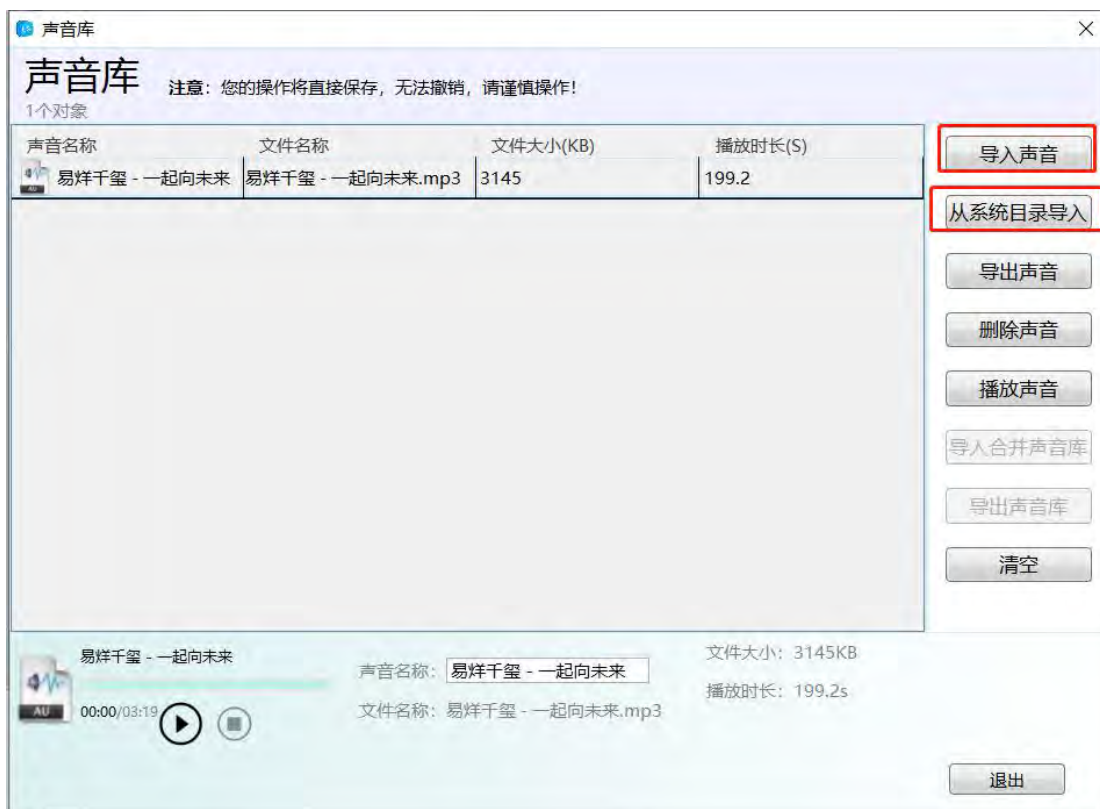 声音库
声音库 注意：您的操作将直接保存，无法撤销，请谨慎操作！
1个对象
声音名称 文件名称 文件大小(KB) 播放时长(S)
易烊千玺 - 一起向未来 易烊千玺 - 一起向未来.mp3 3145 199.2
导入声音
从系统目录导入
导出声音
删除声音
播放声音
导入合并声音库
导出声音库
清空
易烊千玺 - 一起向未来
00:00/03:19
AU
声音名称： 易烊千玺 - 一起向未来
文件名称：易烊千玺 - 一起向未来.mp3
文件大小：3145KB
播放时长：199.2s
退出